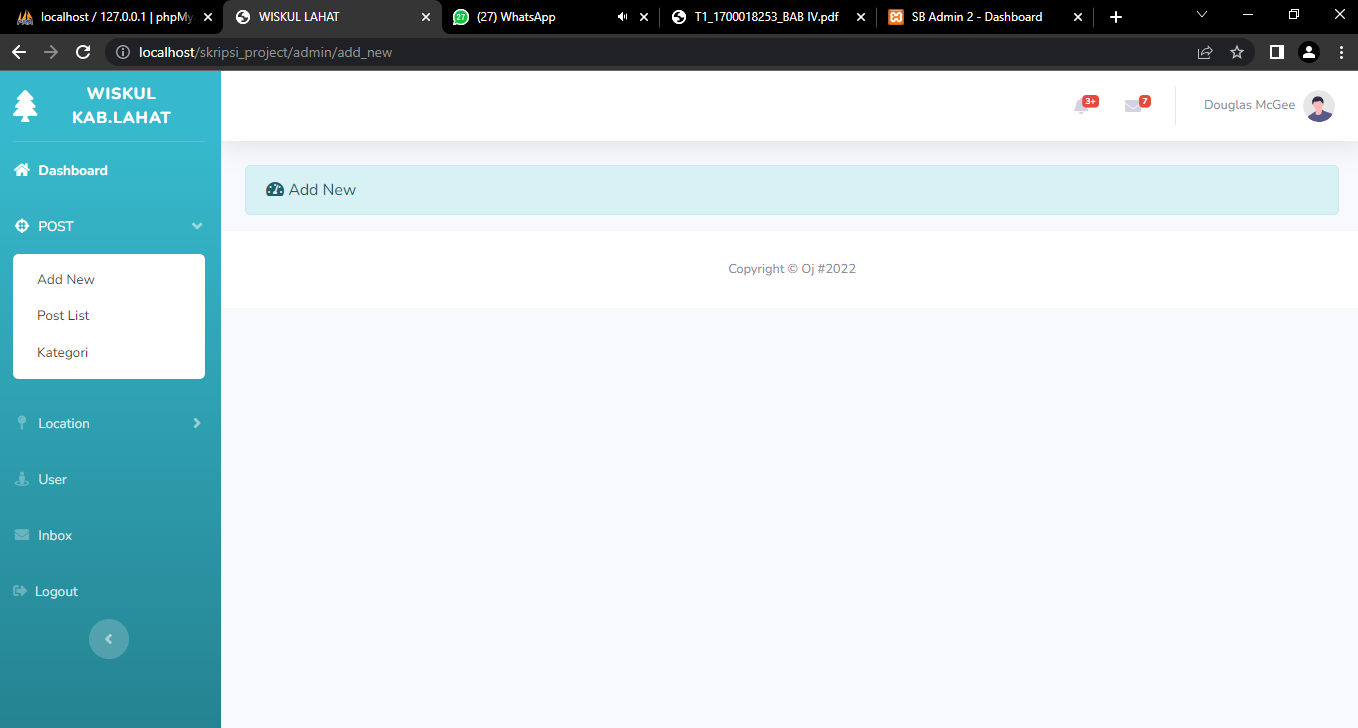 localhost / 127.0.0.1 | phpMy
WISKUL LAHAT
27
(27) WhatsApp
T1_1700018253_BAB IV.pdf
SB Admin 2 - Dashboard
localhost/skripsi_project/admin/add_new
WISKUL
KAB.LAHAT
3+
7
Douglas McGee
Dashboard
Add New
POST
Add New
Post List
Kategori
Copyright © Oj #2022
Location
User
Inbox
Logout